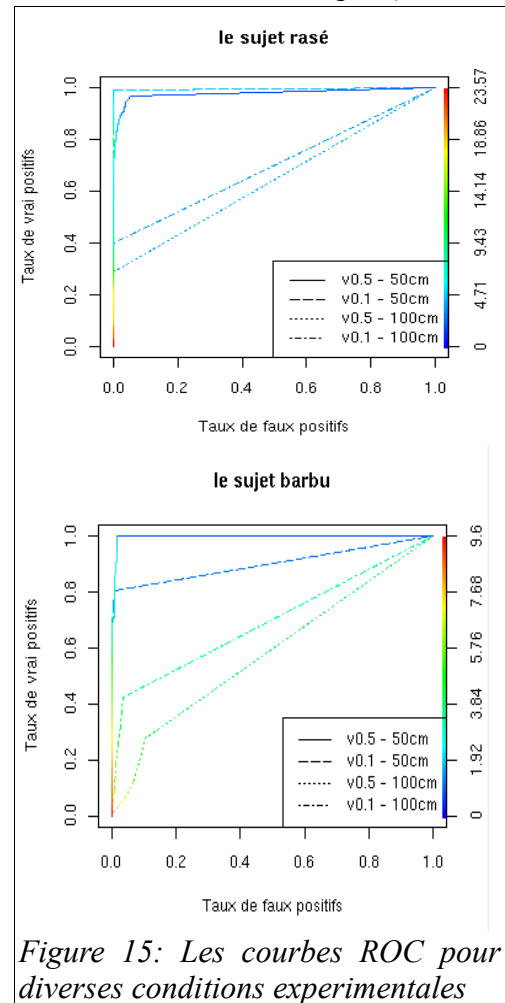 le sujet rasé
Taux de vrai positifs
0.0 0.2 0.4 0.6 0.8 1.0
0 4.71 9.43 14.14 18.86 23.57
v0.5 - 50cm
v0.1 - 50cm
v0.5 - 100cm
v0.1 - 100cm
0.0 0.2 0.4 0.6 0.8 1.0
Taux de faux positifs
le sujet barbu
Taux de vrai positifs
0.0 0.2 0.4 0.6 0.8 1.0
0 1.92 3.84 5.76 7.68 9.6
v0.5 - 50cm
v0.1 - 50cm
v0.5 - 100cm
v0.1 - 100cm
0.0 0.2 0.4 0.6 0.8 1.0
Taux de faux positifs
Figure 15: Les courbes ROC pour
diverses conditions experimentales